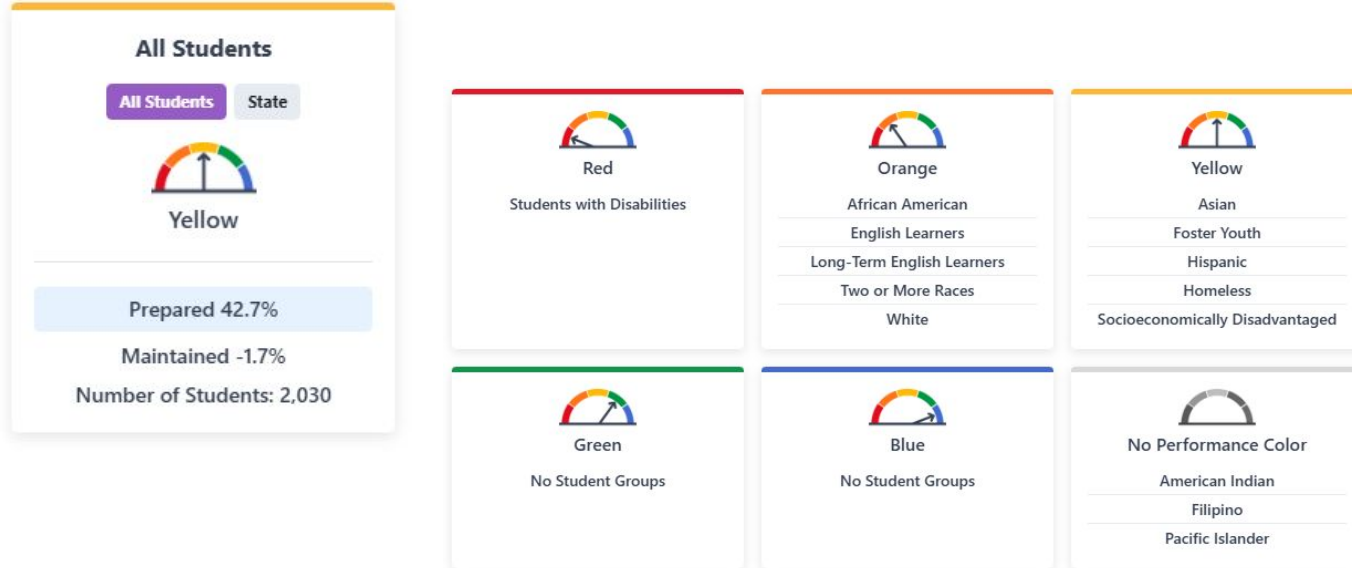 All Students
All Students
State
Yellow
Prepared 42.7%
Maintained -1.7%
Number of Students: 2,030
Red
Students with Disabilities
Orange
African American
English Learners
Long-Term English Learners
Two or More Races
White
Yellow
Asian
Foster Youth
Hispanic
Homeless
Socioeconomically Disadvantaged
Green
No Student Groups
Blue
No Student Groups
No Performance Color
American Indian
Filipino
Pacific Islander